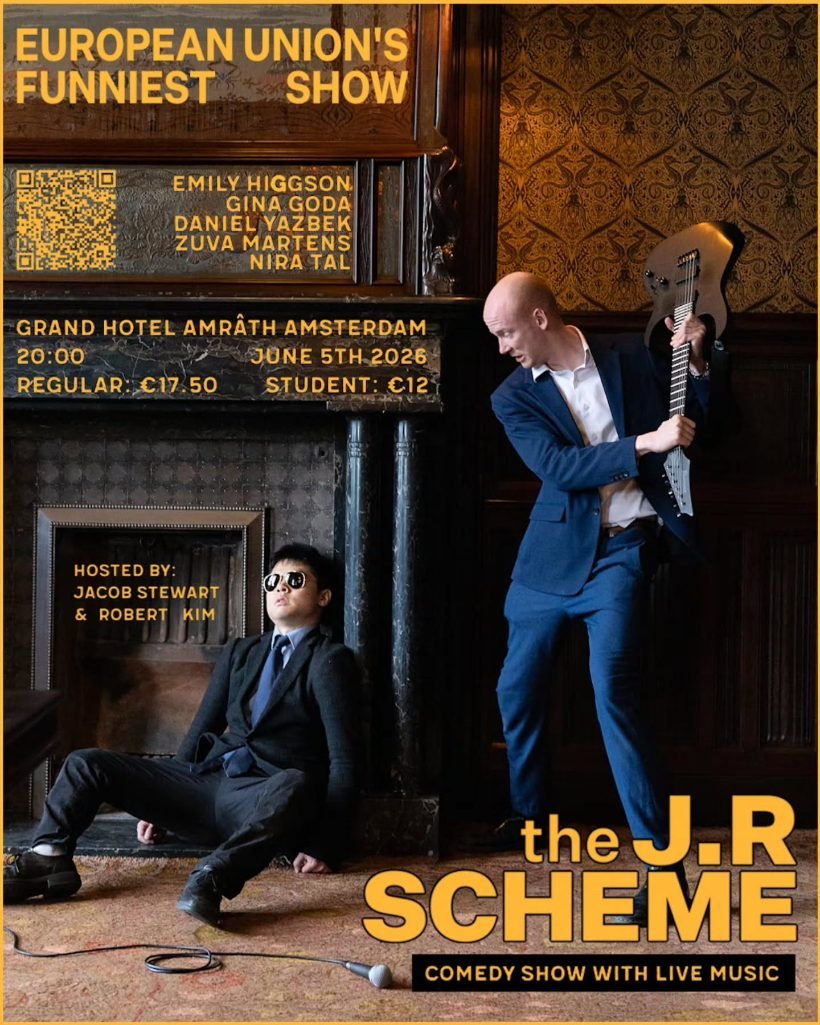 EUROPEAN UNION'S
FUNNIEST SHOW
EMILY HIGGSON
GINA GODA
DANIEL YAZBEK
ZUVA MARTENS
NIRA TAL
GRAND HOTEL AMRÂTH AMSTERDAM
20:00 JUNE 5TH 2026
REGULAR: €17.50 STUDENT: €12
HOSTED BY:
JACOB STEWART
& ROBERT KIM
the J.R
SCHEME
COMEDY SHOW WITH LIVE MUSIC